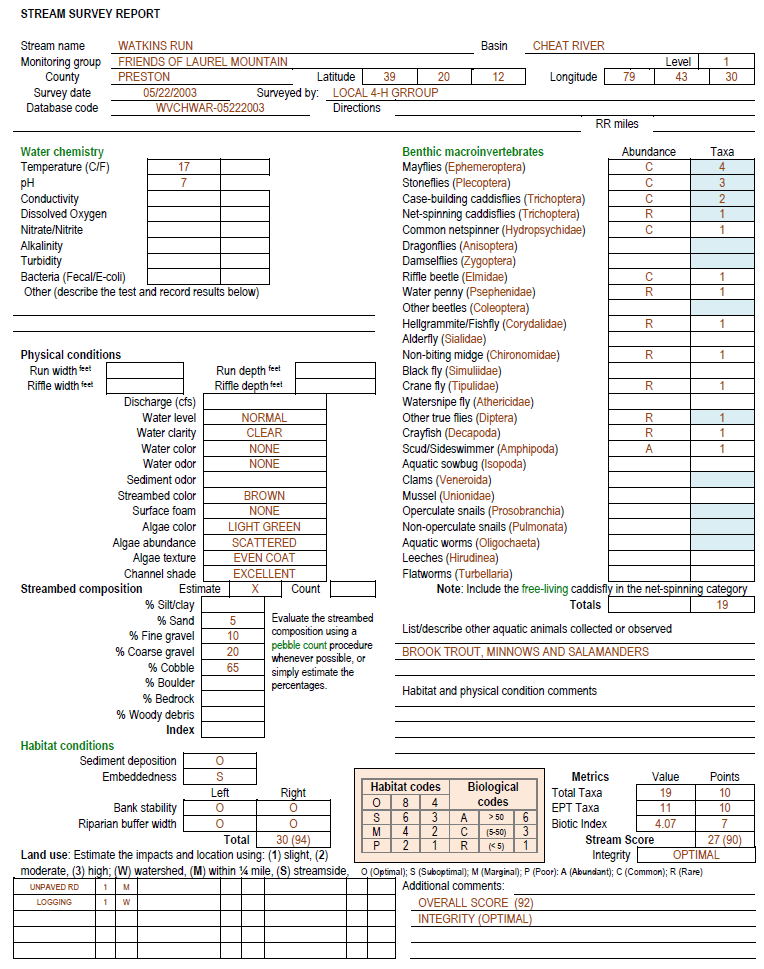 STREAM SURVEY REPORT
Stream name WATKINS RUN Basin CHEAT RIVER
Monitoring group FRIENDS OF LAUREL MOUNTAIN Level 1
County PRESTON Latitude 39 20 12 Longitude 79 43 30
Survey date 05/22/2003 Surveyed by: LOCAL 4-H GRROUP
Database code WVCHWAR-05222003 Directions
RR miles
Water chemistry
Temperature (C/F) 17
pH 7
Conductivity
Dissolved Oxygen
Nitrate/Nitrite
Alkalinity
Turbidity
Bacteria (Fecal/E-coli)
Other (describe the test and record results below)
Physical conditions
Run width feet Run depth feet
Riffle width feet Riffle depth feet
Discharge (cfs)
Water level NORMAL
Water clarity CLEAR
Water color NONE
Water odor NONE
Sediment odor
Streambed color BROWN
Surface foam NONE
Algae color LIGHT GREEN
Algae abundance SCATTERED
Algae texture EVEN COAT
Channel shade EXCELLENT
Streambed composition Estimate X Count
% Silt/clay
% Sand 5
% Fine gravel 10
% Coarse gravel 20
% Cobble 65
% Boulder
% Bedrock
% Woody debris
Index
Evaluate the streambed
composition using a
pebble count procedure
whenever possible, or
simply estimate the
percentages.
Benthic macroinvertebrates Abundance Taxa
Mayflies (Ephemeroptera) C 4
Stoneflies (Plecoptera) C 3
Case-building caddisflies (Trichoptera) C 2
Net-spinning caddisflies (Trichoptera) R 1
Common netspinner (Hydropsychidae) C 1
Dragonflies (Anisoptera)
Damselflies (Zygoptera)
Riffle beetle (Elmidae) C 1
Water penny (Psephenidae) R 1
Other beetles (Coleoptera)
Hellgrammite/Fishfly (Corydalidae) R 1
Alderfly (Sialidae)
Non-biting midge (Chironomidae) R 1
Black fly (Simuliidae)
Crane fly (Tipulidae) R 1
Watersnipe fly (Athericidae)
Other true flies (Diptera) R 1
Crayfish (Decapoda) R 1
Scud/Sideswimmer (Amphipoda) A 1
Aquatic sowbug (Isopoda)
Clams (Veneroida)
Mussel (Unionidae)
Operculate snails (Prosobranchia)
Non-operculate snails (Pulmonata)
Aquatic worms (Oligochaeta)
Leeches (Hirudinea)
Flatworms (Turbellaria)
Note: Include the free-living caddisfly in the net-spinning category
Totals 19
List/describe other aquatic animals collected or observed
BROOK TROUT, MINNOWS AND SALAMANDERS
Habitat and physical condition comments
Habitat conditions
Sediment deposition O
Embeddedness S
Left Right
Bank stability O O
Riparian buffer width O O
Total 30 (94)
Habitat codes Biological codes
O 8 4
S 6 3 A > 50 6
M 4 2 C (5-50) 3
P 2 1 R (< 5) 1
Metrics Value Points
Total Taxa 19 10
EPT Taxa 11 10
Biotic Index 4.07 7
Stream Score 27 (90)
Integrity OPTIMAL
Land use: Estimate the impacts and location using: (1) slight, (2)
moderate, (3) high; (W) watershed, (M) within ¼ mile, (S) streamside,
O (Optimal); S (Suboptimal); M (Marginal); P (Poor): A (Abundant); C (Common); R (Rare)
UNPAVED RD 1 M
LOGGING 1 W
Additional comments:
OVERALL SCORE (92)
INTEGRITY (OPTIMAL)